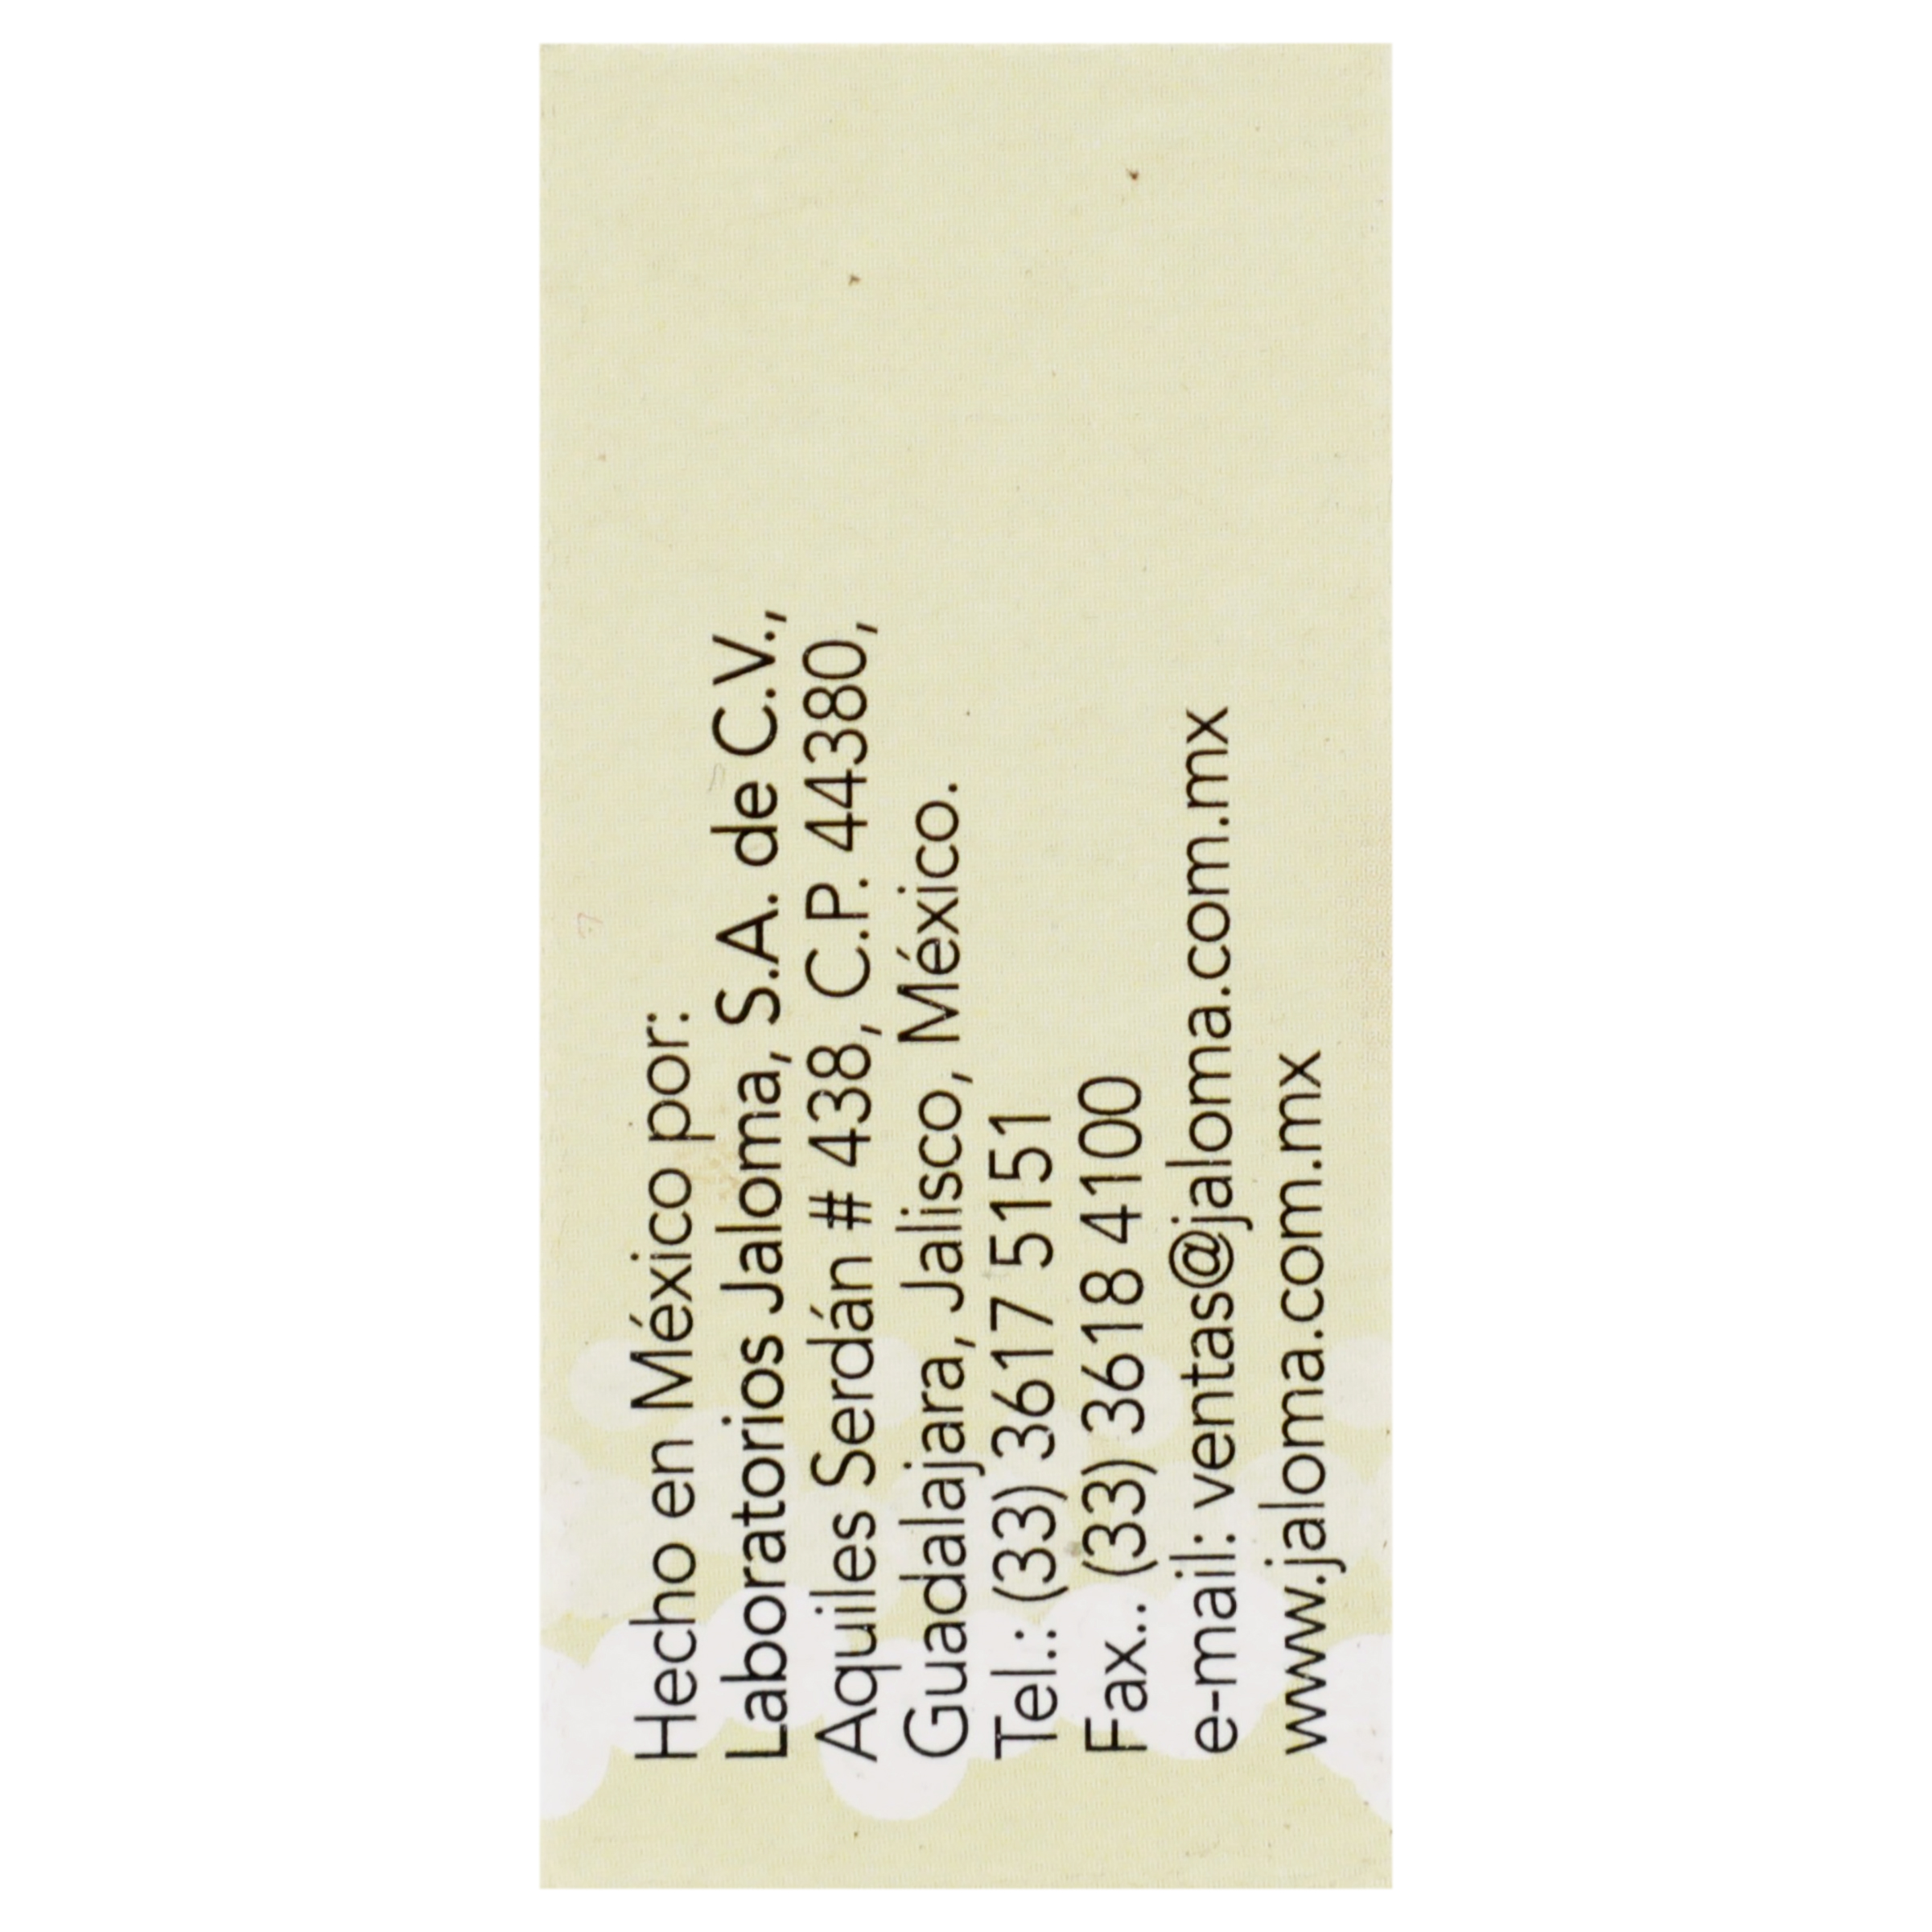 Hecho en México por:
Laboratorios Jaloma, S.A. de C.V.,
Aquiles Serdán # 438, C.P. 44380,
Guadalajara, Jalisco, México.
Tel.: (33) 3617 5151
Fax.. (33) 3618 4100
e-mail: ventas@jaloma.com.mx
www.jaloma.com.mx